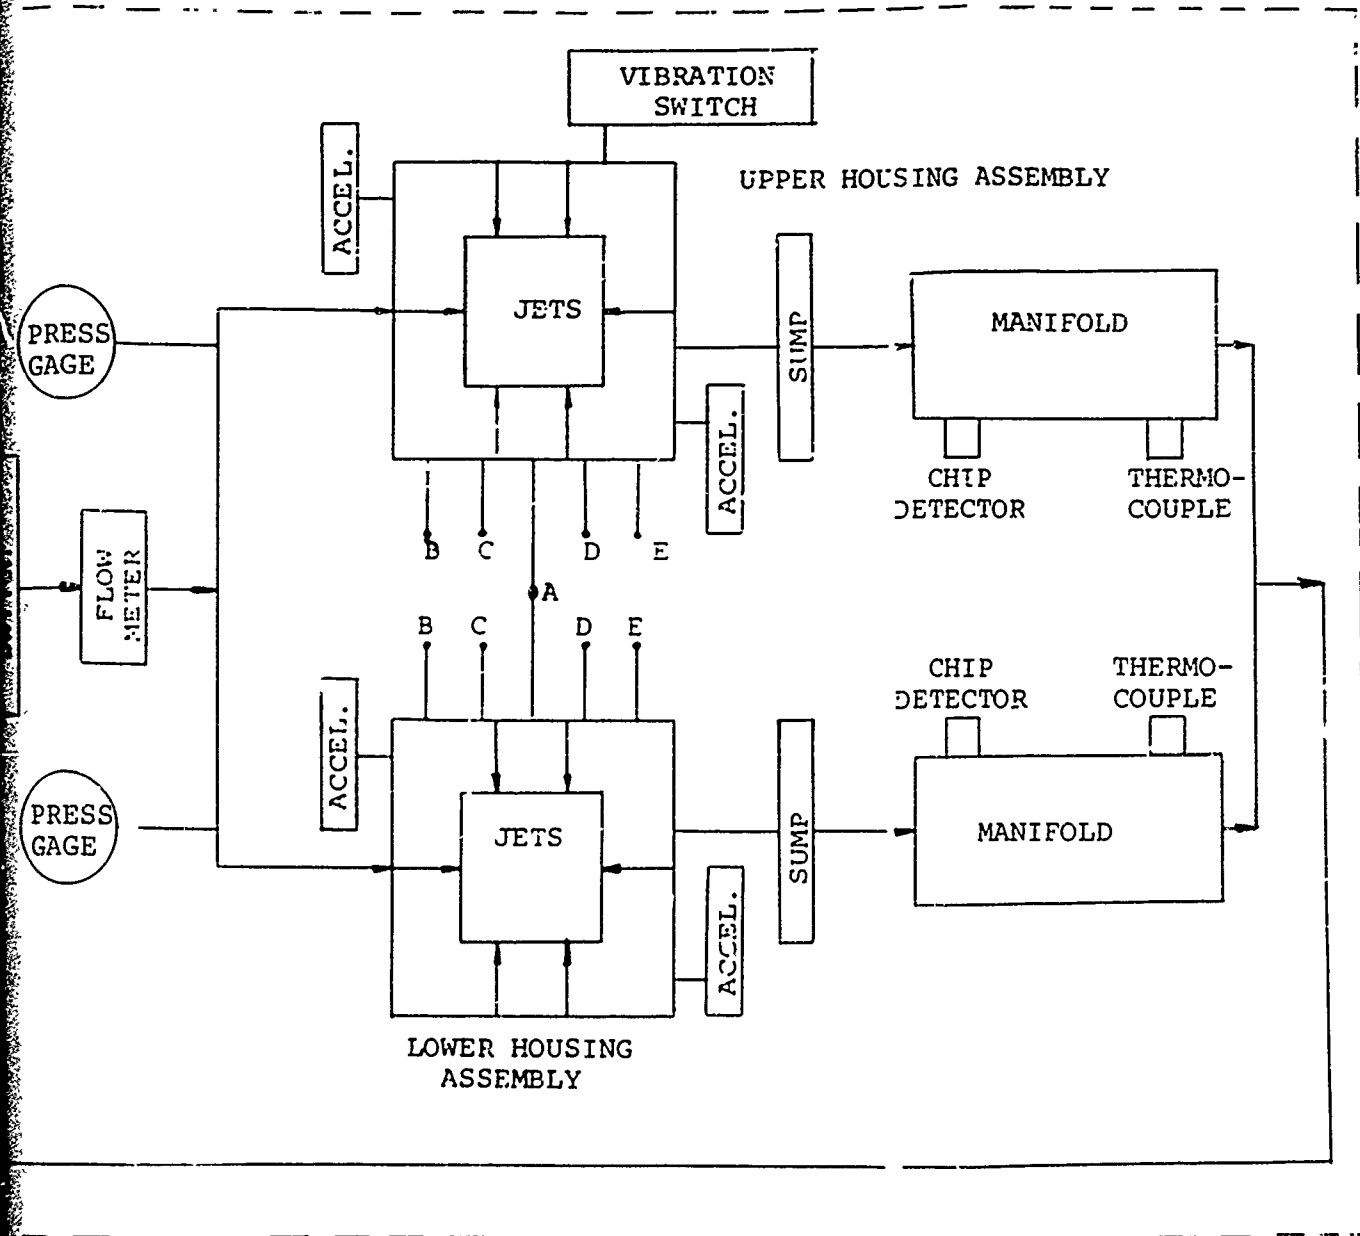 VIBRATION
SWITCH
ACCEL.
UPPER HOUSING ASSEMBLY
JETS
PRESS
GAGE
SUMP
MANIFOLD
ACCEL.
CHIP
DETECTOR
THERMO-
COUPLE
B C D E
FLOW
METER
A
B C D E
CHIP
DETECTOR
THERMO-
COUPLE
ACCEL.
PRESS
GAGE
JETS
SUMP
MANIFOLD
ACCEL.
LOWER HOUSING
ASSEMBLY